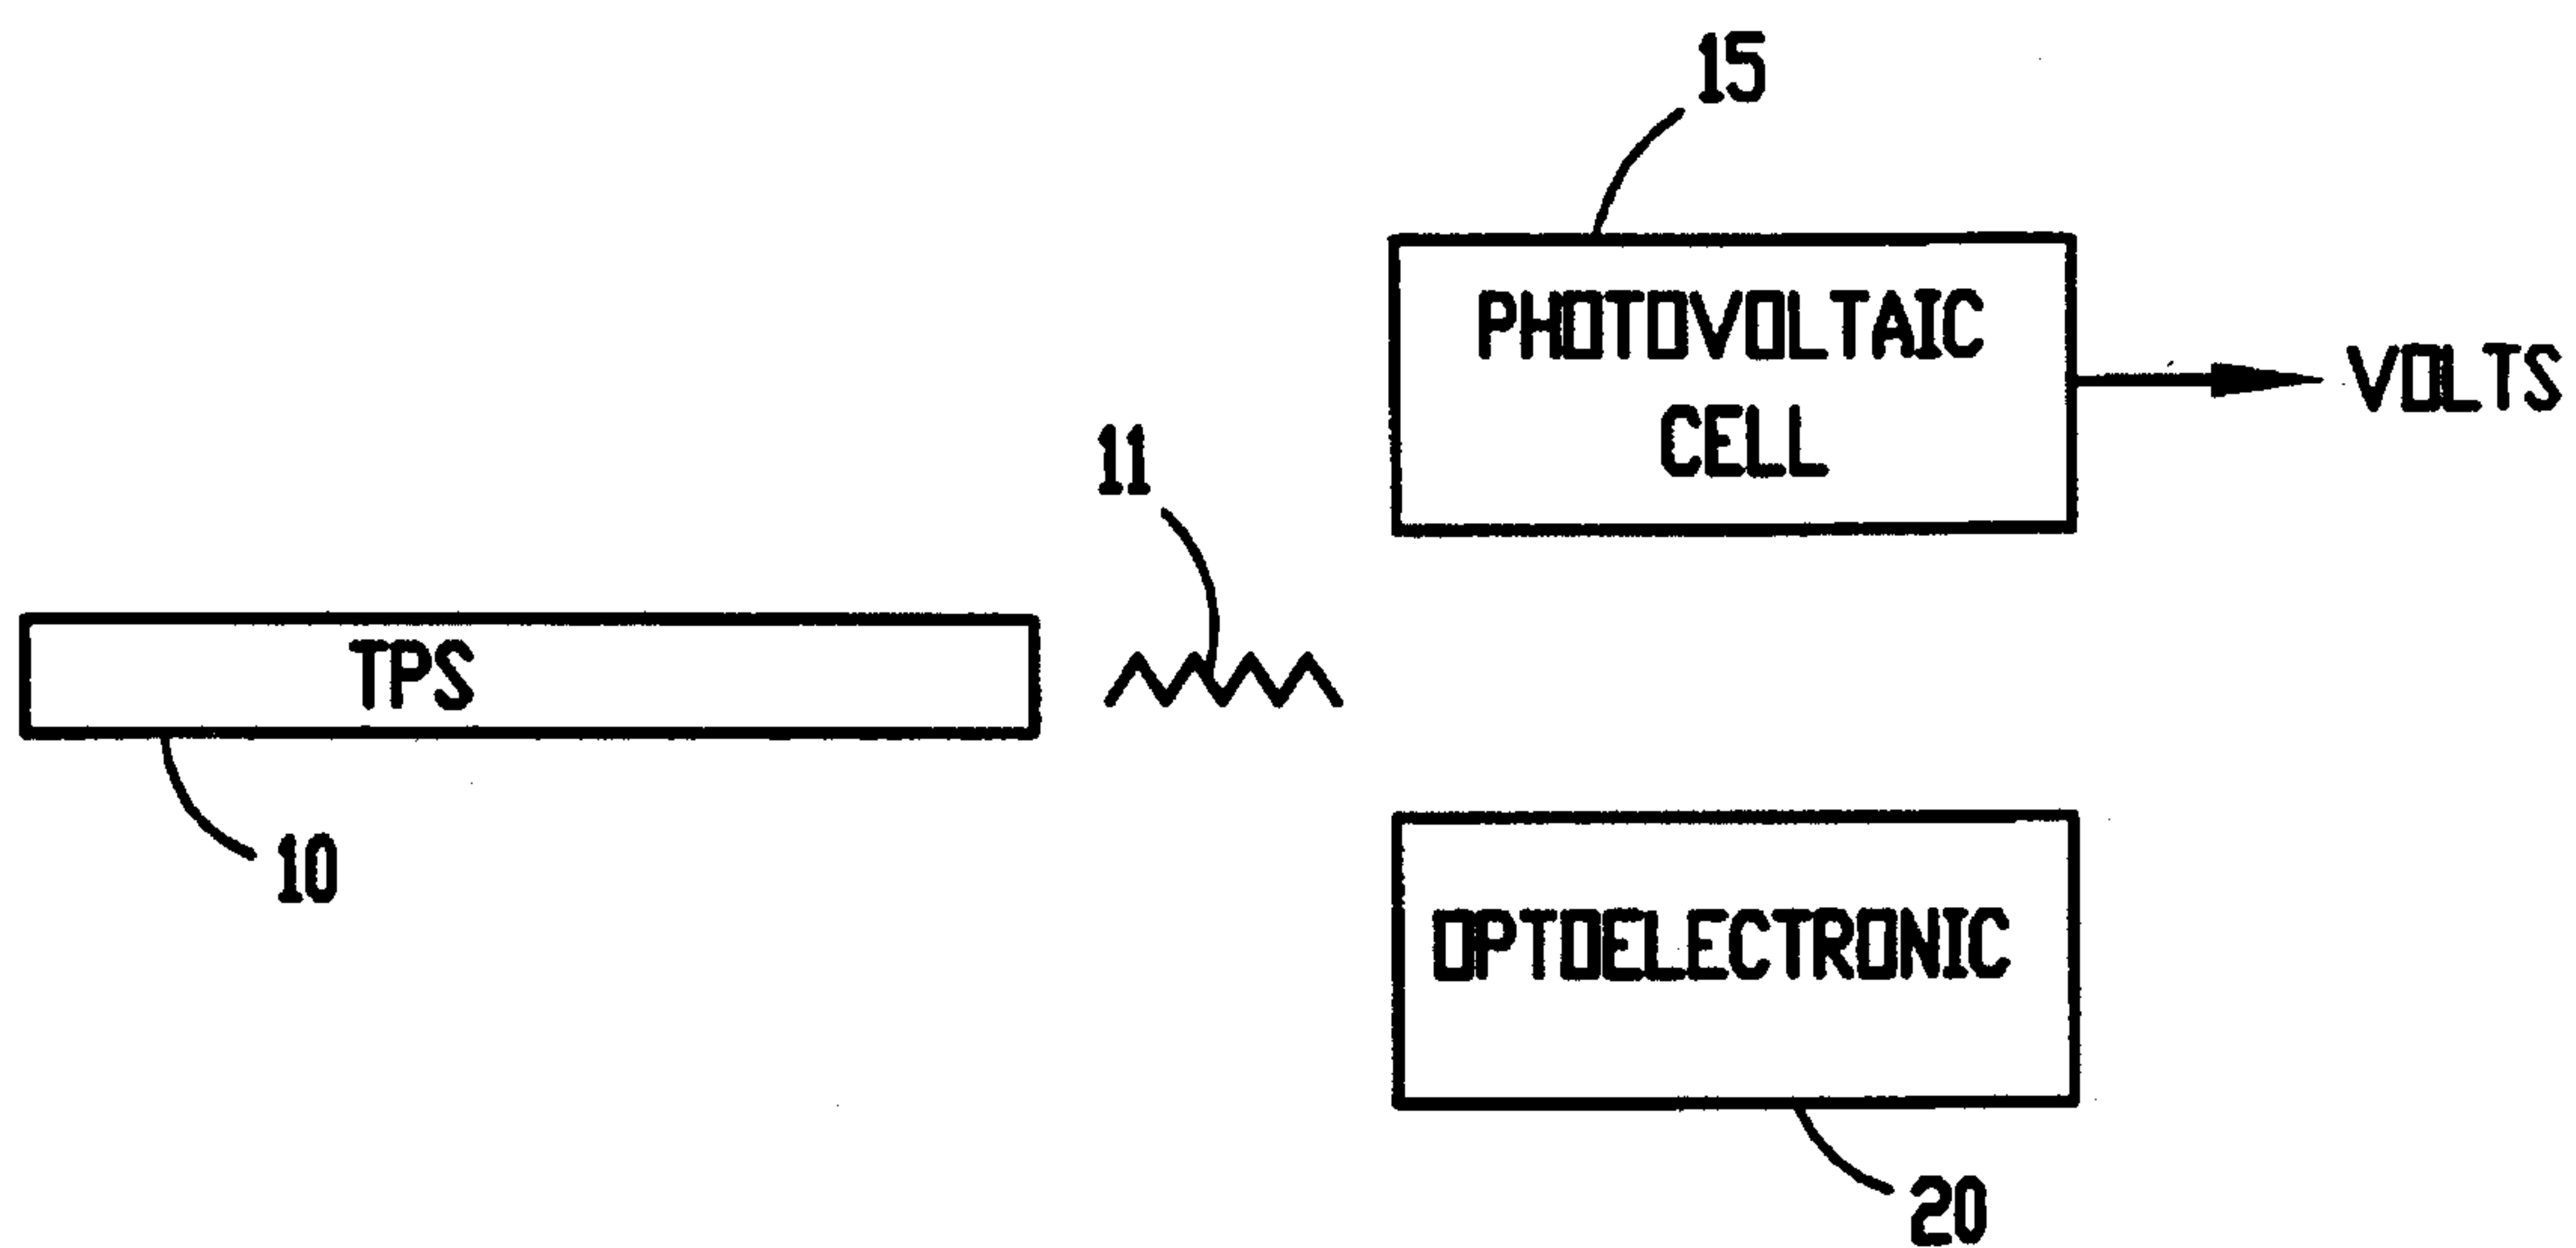 15
PHOTOVOLTAIC
CELL
VOLTS
11
TPS
10
OPTOELECTRONIC
20